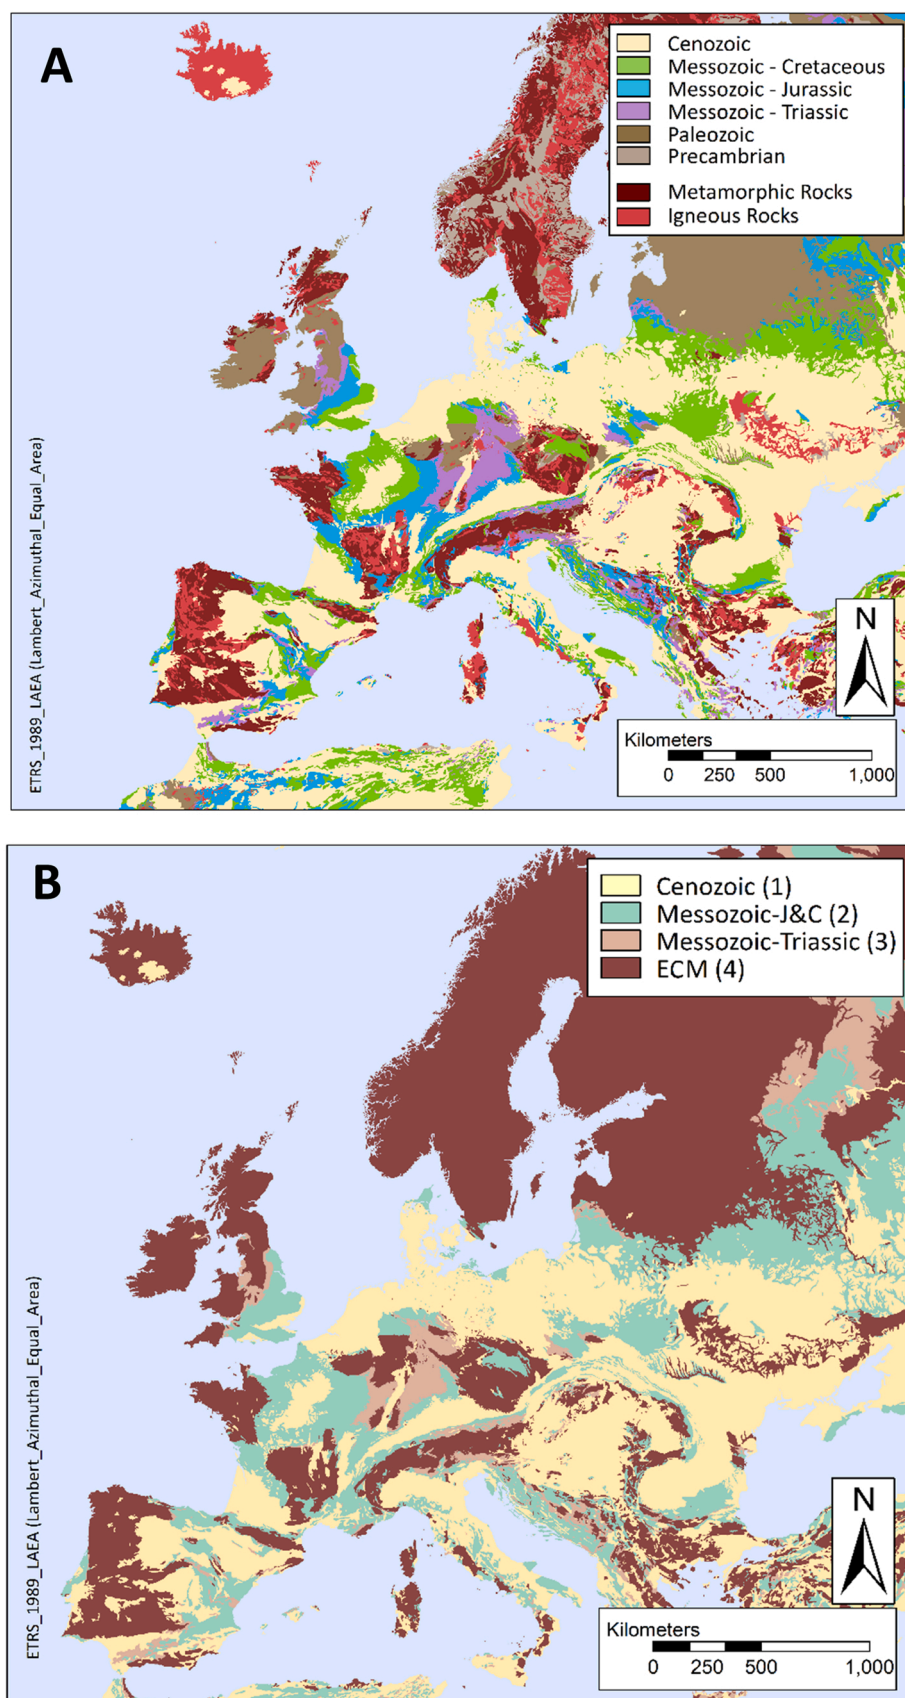 A
Cenozoic
Messozoic - Cretaceous
Messozoic - Jurassic
Messozoic - Triassic
Paleozoic
Precambrian
Metamorphic Rocks
Igneous Rocks
ETRS_1989_LAEA (Lambert_Azimuthal_Equal_Area)
N
Kilometers
0 250 500 1,000
B
Cenozoic (1)
Messozoic-J&C (2)
Messozoic-Triassic (3)
ECM (4)
ETRS_1989_LAEA (Lambert_Azimuthal_Equal_Area)
N
Kilometers
0 250 500 1,000